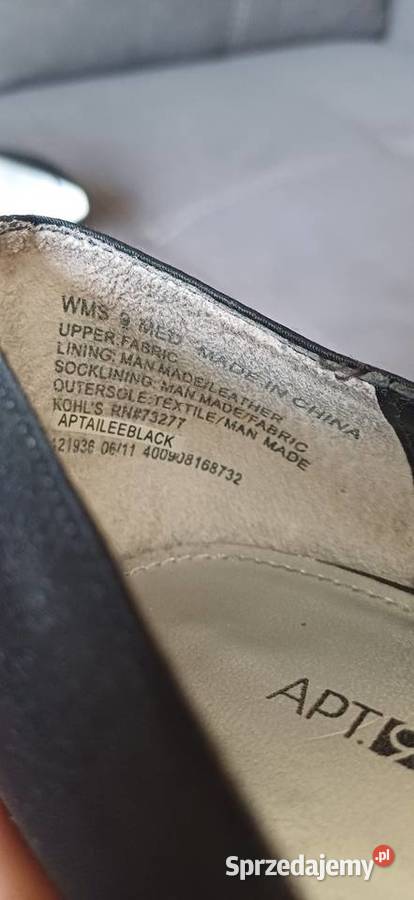 WMS 9 MED MADE IN CHINA
UPPER:FABRIC
LINING: MAN MADE/LEATHER
SOCKLINING: MAN MADE/FABRIC
OUTERSOLE:TEXTILE/MAN MADE
KOHL'S RN#73277
APTAILEEBLACK
421936 06/11 400908168732
APT.9
Sprzedajemy.pl